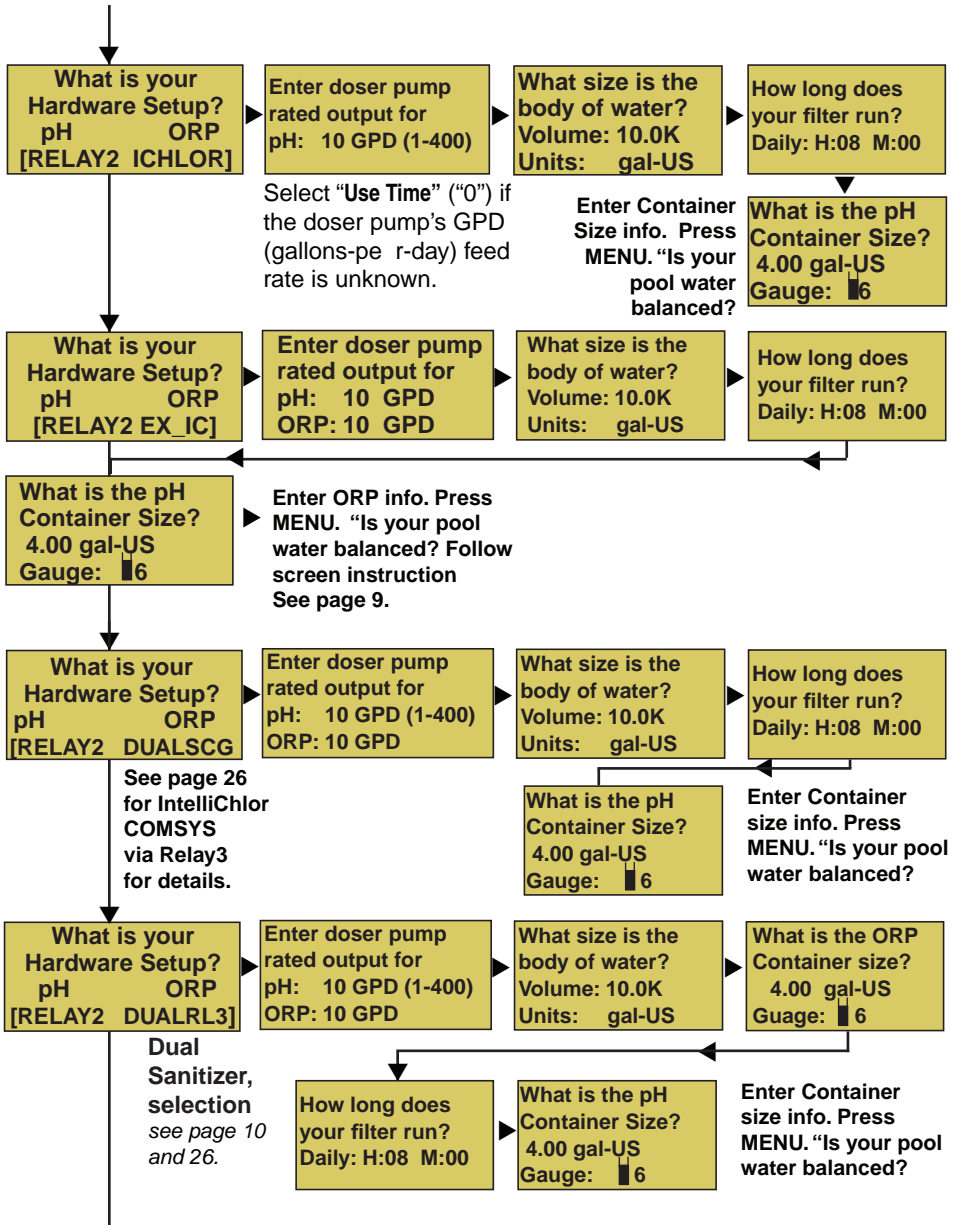 What is your
Hardware Setup?
pH ORP
[RELAY2 ICHLOR]
Enter doser pump
rated output for
pH: 10 GPD (1-400)
What size is the
body of water?
Volume: 10.0K
Units: gal-US
How long does
your filter run?
Daily: H:08 M:00
Select “Use Time” (“0”) if
the doser pump’s GPD
(gallons-pe r-day) feed
rate is unknown.
Enter Container
Size info. Press
MENU. “Is your
pool water
balanced?
What is the pH
Container Size?
4.00 gal-US
Gauge: 6
What is your
Hardware Setup?
pH ORP
[RELAY2 EX_IC]
Enter doser pump
rated output for
pH: 10 GPD
ORP: 10 GPD
What size is the
body of water?
Volume: 10.0K
Units: gal-US
How long does
your filter run?
Daily: H:08 M:00
What is the pH
Container Size?
4.00 gal-US
Gauge: 6
Enter ORP info. Press
MENU. “Is your pool
water balanced? Follow
screen instruction
See page 9.
What is your
Hardware Setup?
pH ORP
[RELAY2 DUALSCG
Enter doser pump
rated output for
pH: 10 GPD (1-400)
ORP: 10 GPD
What size is the
body of water?
Volume: 10.0K
Units: gal-US
How long does
your filter run?
Daily: H:08 M:00
See page 26
for IntelliChlor
COMSYS
via Relay3
for details.
What is the pH
Container Size?
4.00 gal-US
Gauge: 6
Enter Container
size info. Press
MENU. “Is your pool
water balanced?
What is your
Hardware Setup?
pH ORP
[RELAY2 DUALRL3]
Enter doser pump
rated output for
pH: 10 GPD (1-400)
ORP: 10 GPD
What size is the
body of water?
Volume: 10.0K
Units: gal-US
What is the ORP
Container size?
4.00 gal-US
Guage: 6
Dual
Sanitizer,
selection
see page 10
and 26.
How long does
your filter run?
Daily: H:08 M:00
What is the pH
Container Size?
4.00 gal-US
Gauge: 6
Enter Container
size info. Press
MENU. “Is your pool
water balanced?